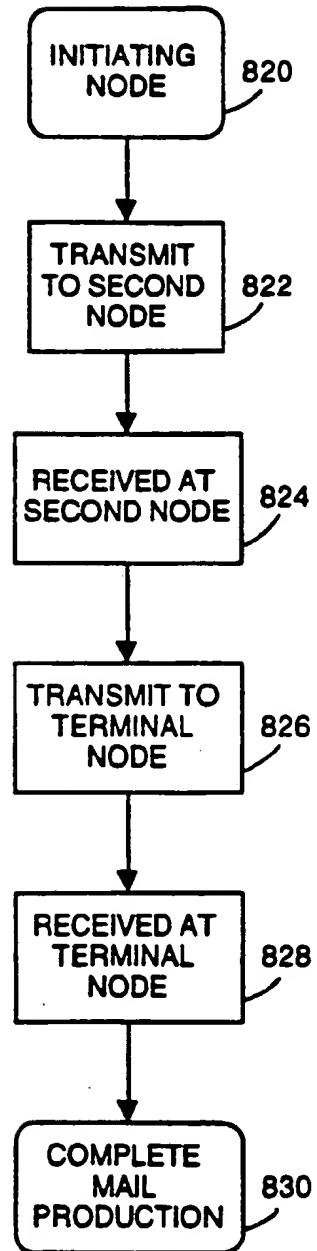 INITIATING
NODE
820
TRANSMIT
TO SECOND
NODE
822
RECEIVED AT
SECOND NODE
824
TRANSMIT TO
TERMINAL
NODE
826
RECEIVED AT
TERMINAL
NODE
828
COMPLETE
MAIL
PRODUCTION
830